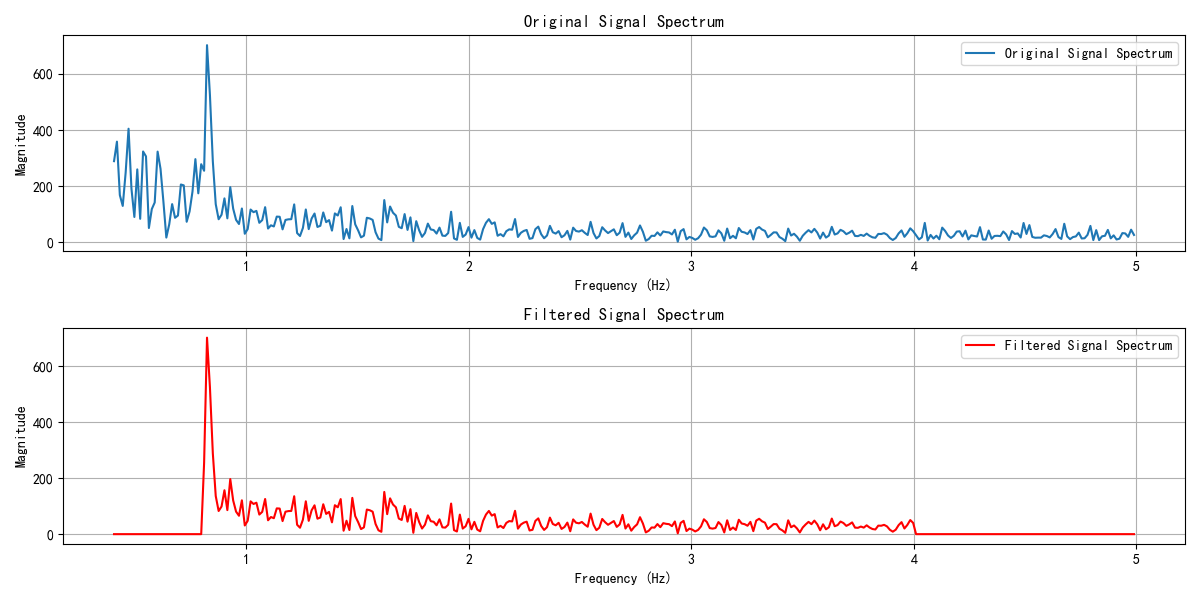 Original Signal Spectrum
Original Signal Spectrum
Magnitude
600
400
200
0
1
2
3
4
5
Frequency (Hz)
Filtered Signal Spectrum
Filtered Signal Spectrum
Magnitude
600
400
200
0
1
2
3
4
5
Frequency (Hz)